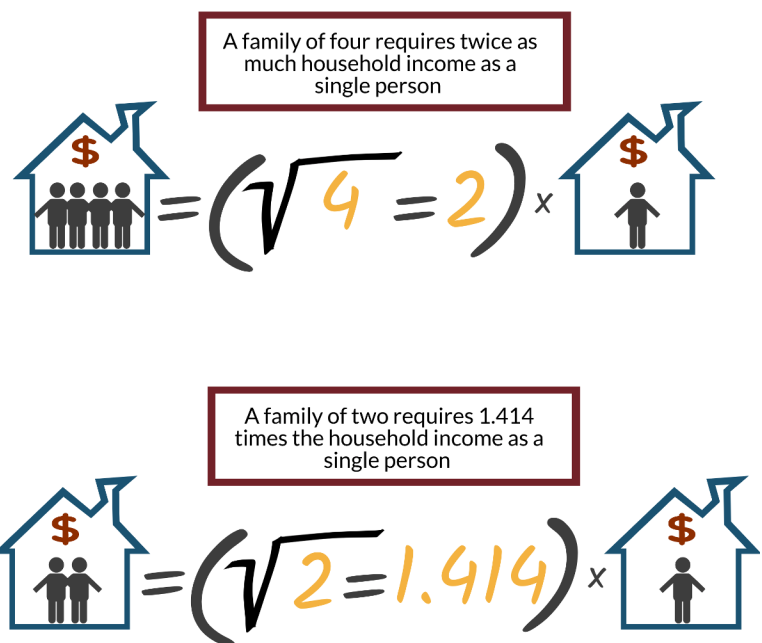 A family of four requires twice as
much household income as a
single person
$ = (√4 = 2) x $
A family of two requires 1.414
times the household income as a
single person
$ = (√2 = 1.414) x $